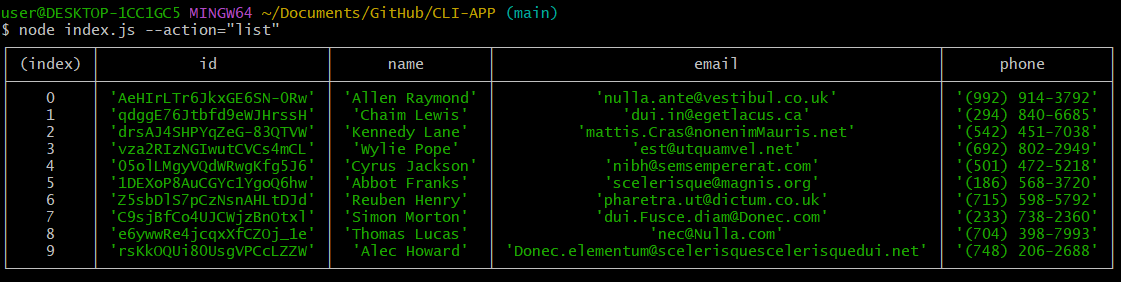 user@DESKTOP-1CC1GC5 MINGW64 ~/Documents/GitHub/CLI-APP (main)
$ node index.js --action="list"
(index) id name email phone
0 'AeHIrLTr6JkxGE6SN-0Rw' 'Allen Raymond' 'nulla.ante@vestibul.co.uk' '(992) 914-3792'
1 'qdggE76Jtbfd9eWJHrssH' 'Chaim Lewis' 'dui.in@egetlacus.ca' '(294) 840-6685'
2 'drsAJ4SHPYqZeG-83QTVW' 'Kennedy Lane' 'mattis.Cras@nonenimMauris.net' '(542) 451-7038'
3 'vza2RIzNGIwutCVCs4mCL' 'Wylie Pope' 'est@utquamvel.net' '(692) 802-2949'
4 '05olLMgyVQdWRwgKfg5J6' 'Cyrus Jackson' 'nibh@semsempererat.com' '(501) 472-5218'
5 '1DEXoP8AuCGYc1YgoQ6hw' 'Abbot Franks' 'scelerisque@magnis.org' '(186) 568-3720'
6 'Z5sbDlS7pCzNsnAHLtDJd' 'Reuben Henry' 'pharetra.ut@dictum.co.uk' '(715) 598-5792'
7 'C9sjBfCo4UJCWjzBnOtxl' 'Simon Morton' 'dui.Fusce.diam@Donec.com' '(233) 738-2360'
8 'e6ywwRe4jcqxXfCZOj_1e' 'Thomas Lucas' 'nec@Nulla.com' '(704) 398-7993'
9 'rsKkOQUi80UsgVPCcLZZW' 'Alec Howard' 'Donec.elementum@scelerisquescelerisquedui.net' '(748) 206-2688'